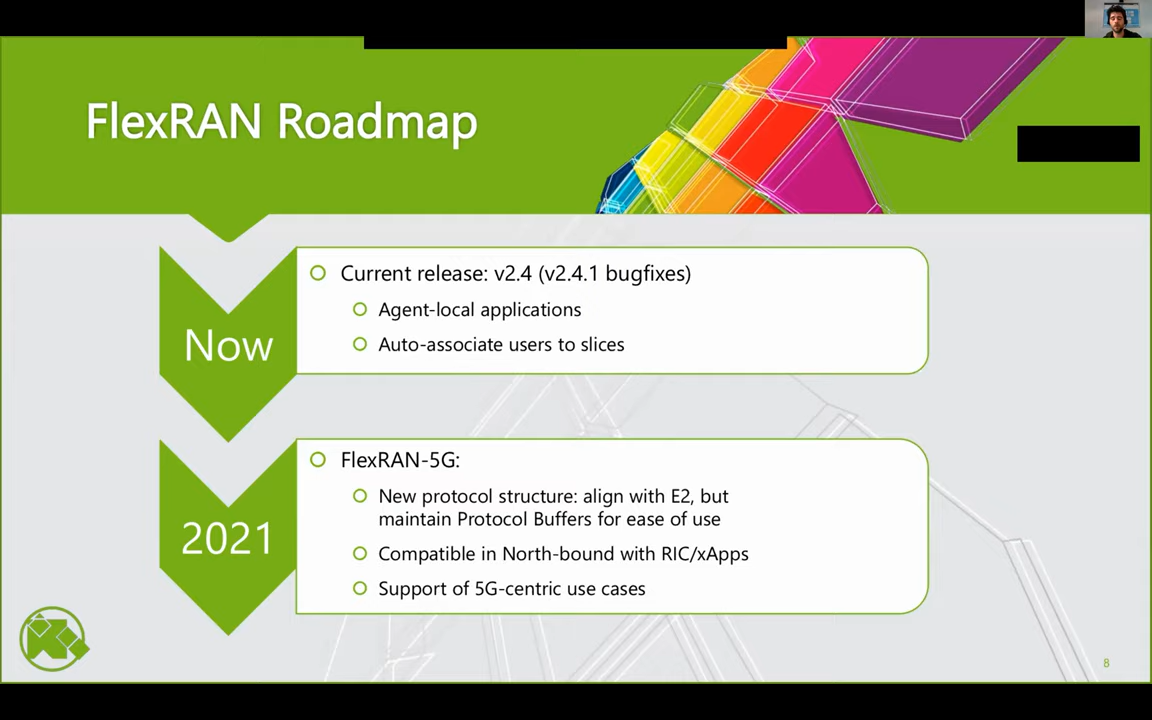 FlexRAN Roadmap
Now
Current release: v2.4 (v2.4.1 bugfixes)
Agent-local applications
Auto-associate users to slices
2021
FlexRAN-5G:
New protocol structure: align with E2, but
maintain Protocol Buffers for ease of use
Compatible in North-bound with RIC/xApps
Support of 5G-centric use cases
8